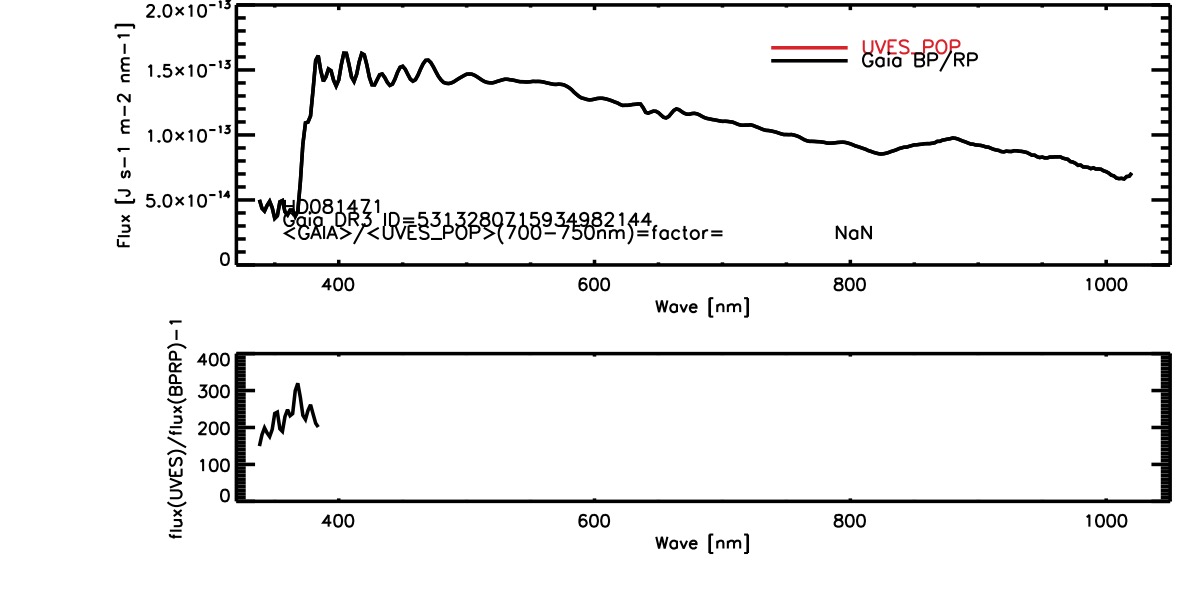 2.0×10−13
1.5×10−13
1.0×10−13
5.0×10−14
0
Flux [J s−1 m−2 nm−1]
UVES_POP
Gaia BP/RP
HD081471
Gaia DR3 ID=5313280715934982144
<GAIA>/<UVES_POP>(700−750nm)=factor= NaN
400 600 800 1000
Wave [nm]
flux(UVES)/flux(BPRP)−1
400
300
200
100
0
400 600 800 1000
Wave [nm]